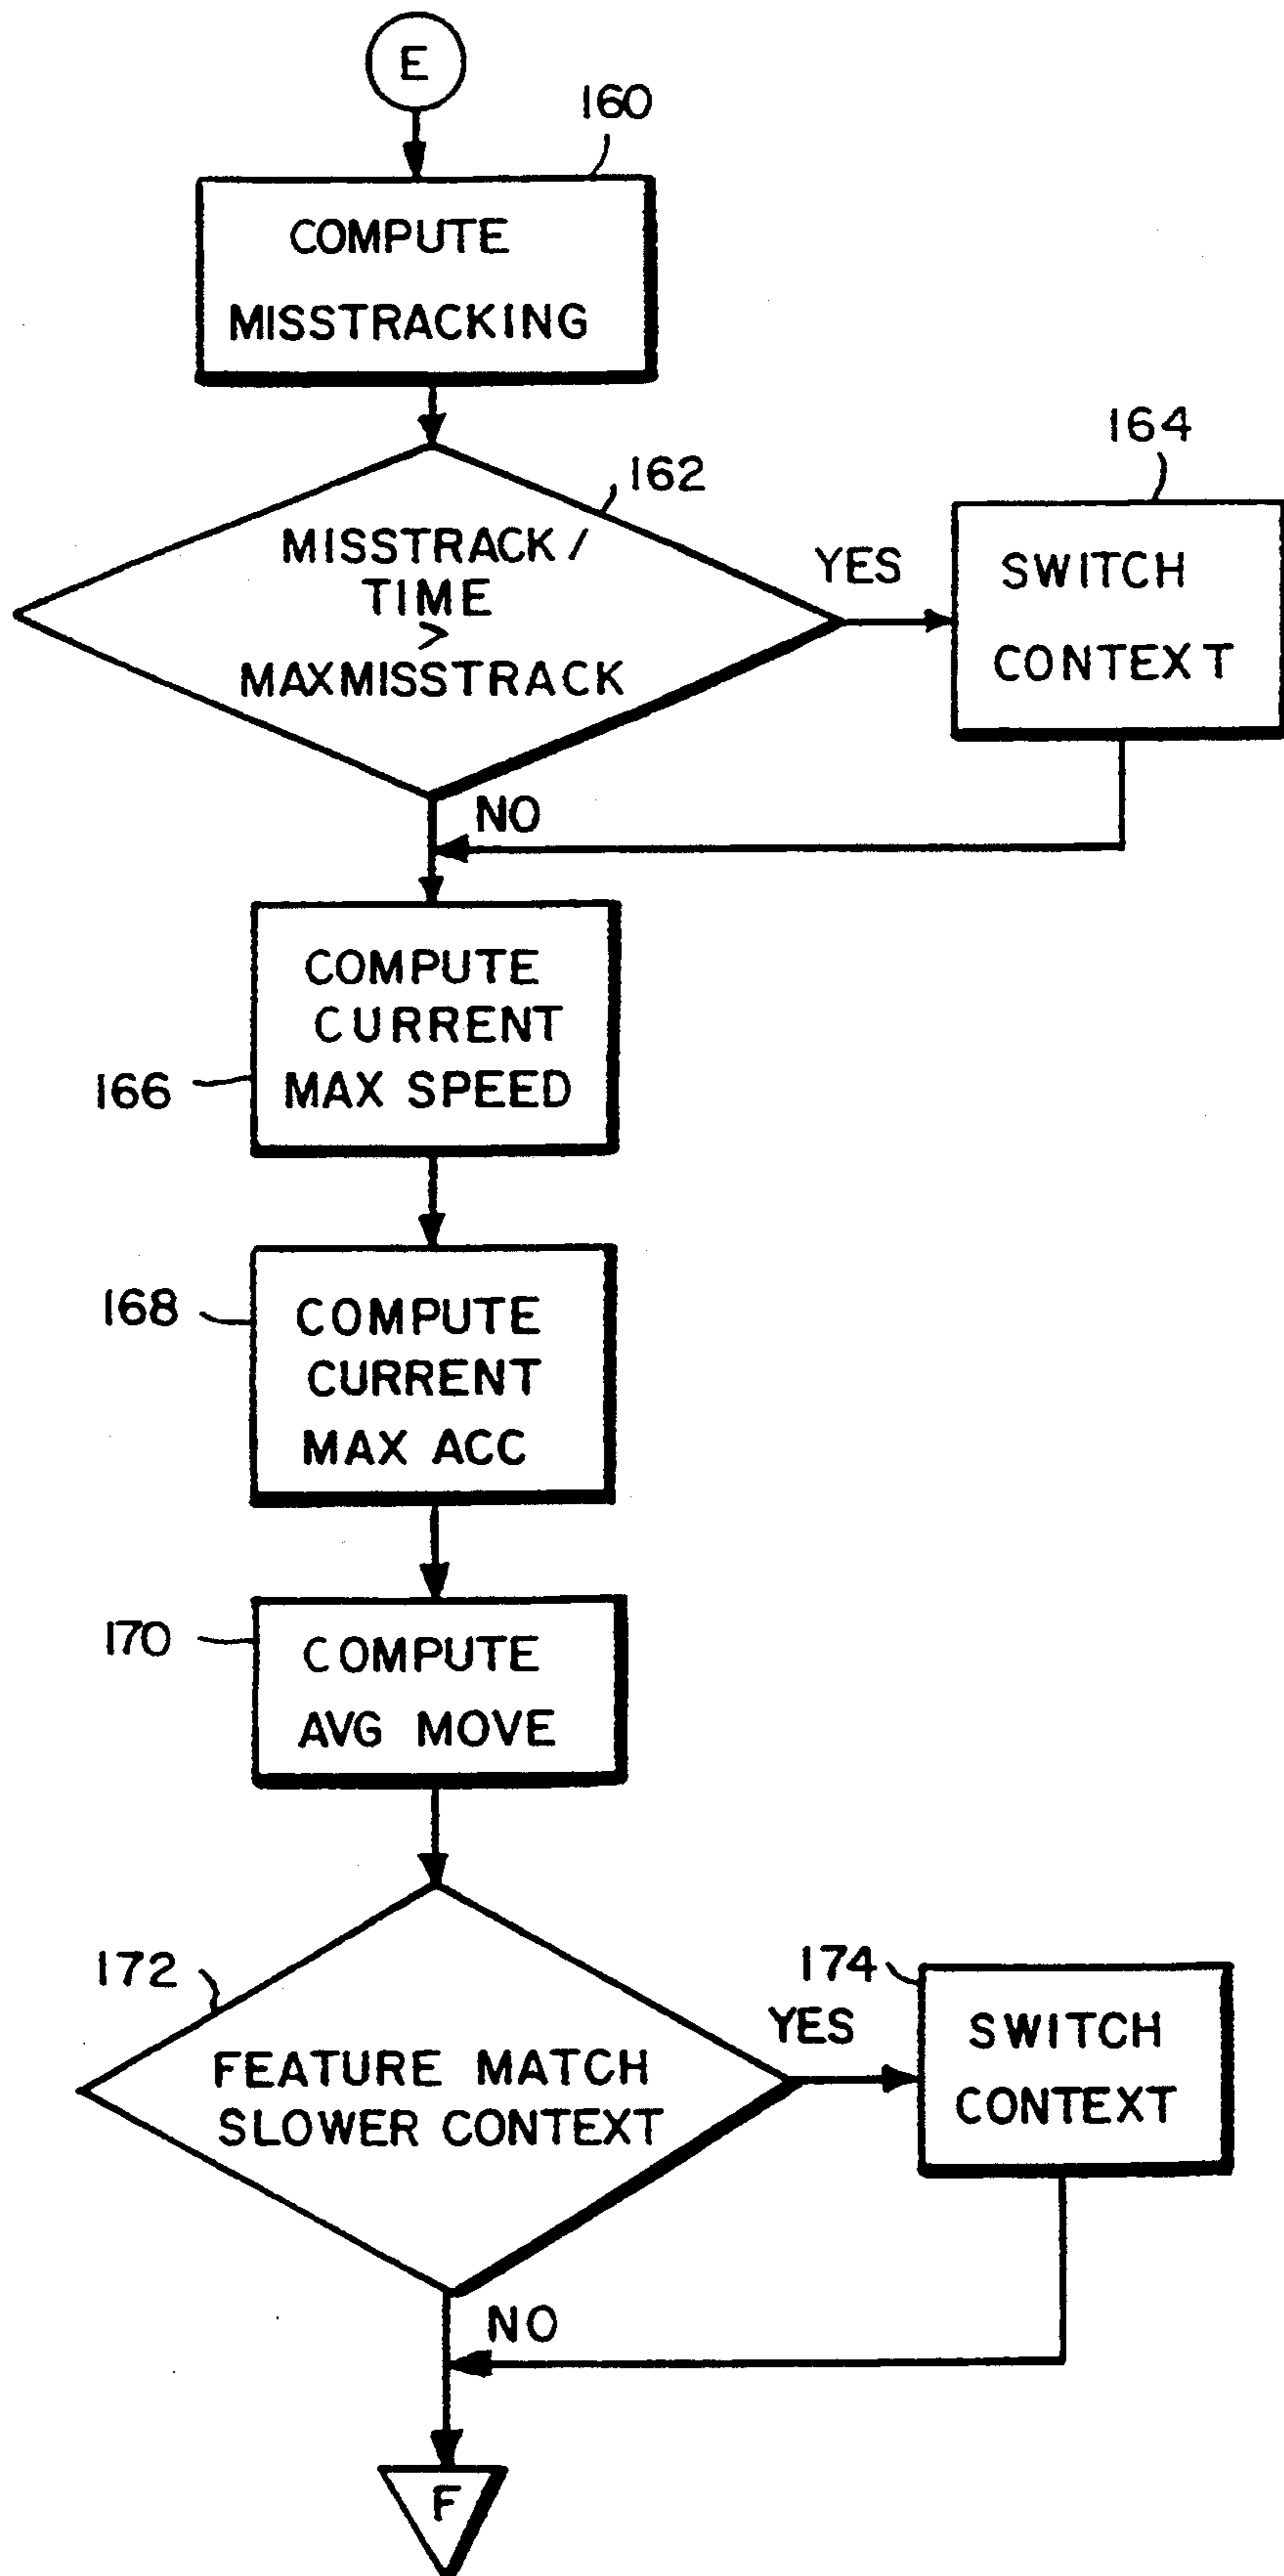 E
160
COMPUTE
MISSTRACKING
162
MISSTRACK /
TIME
>
MAXMISSTRACK
YES
164
SWITCH
CONTEXT
NO
COMPUTE
CURRENT
MAX SPEED
166
168
COMPUTE
CURRENT
MAX ACC
170
COMPUTE
AVG MOVE
172
FEATURE MATCH
SLOWER CONTEXT
YES
174
SWITCH
CONTEXT
NO
F